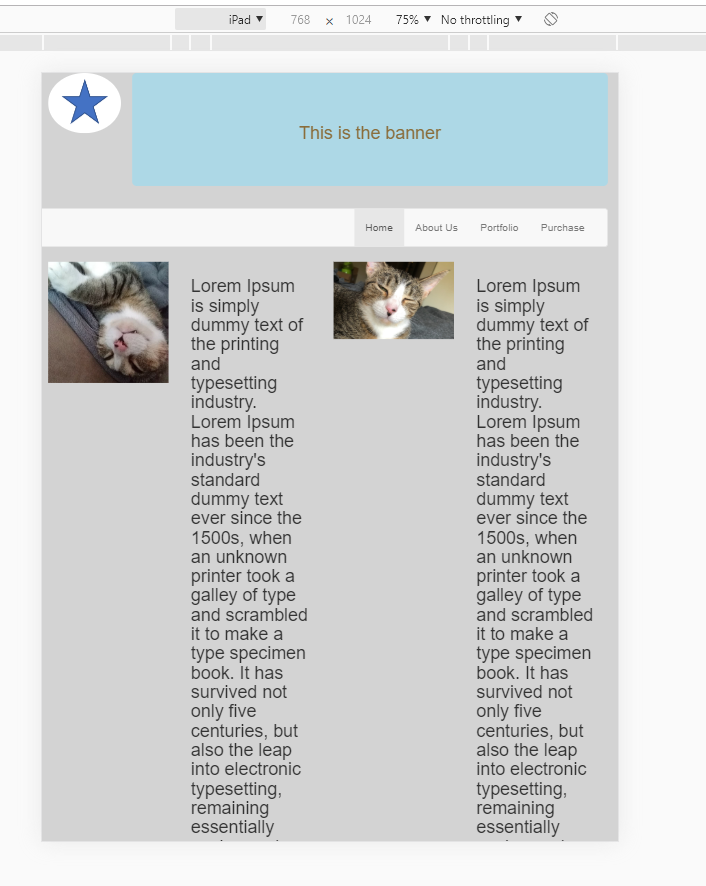 iPad ▼ 768 × 1024 75% ▼ No throttling ▼
This is the banner
Home About Us Portfolio Purchase
Lorem Ipsum
is simply
dummy text of
the printing
and
typesetting
industry.
Lorem Ipsum
has been the
industry's
standard
dummy text
ever since the
1500s, when
an unknown
printer took a
galley of type
and scrambled
it to make a
type specimen
book. It has
survived not
only five
centuries, but
also the leap
into electronic
typesetting,
remaining
essentially
Lorem Ipsum
is simply
dummy text of
the printing
and
typesetting
industry.
Lorem Ipsum
has been the
industry's
standard
dummy text
ever since the
1500s, when
an unknown
printer took a
galley of type
and scrambled
it to make a
type specimen
book. It has
survived not
only five
centuries, but
also the leap
into electronic
typesetting,
remaining
essentially